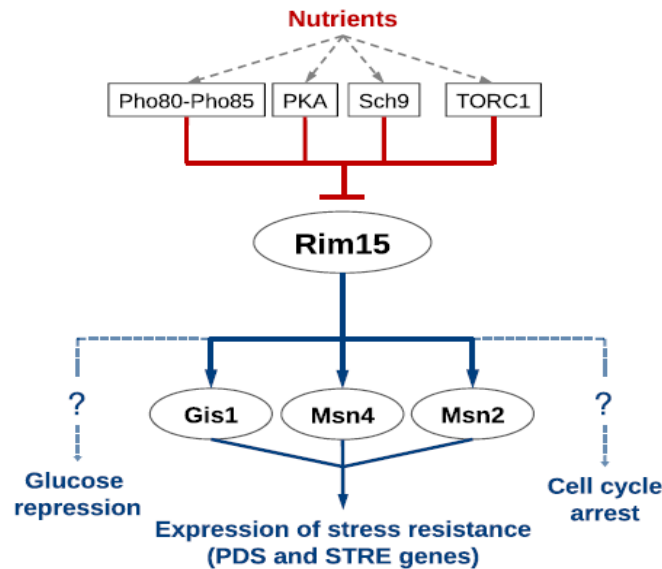 Nutrients
Pho80-Pho85
PKA
Sch9
TORC1
Rim15
?
?
Gis1
Msn4
Msn2
Glucose
repression
Cell cycle
arrest
Expression of stress resistance
(PDS and STRE genes)